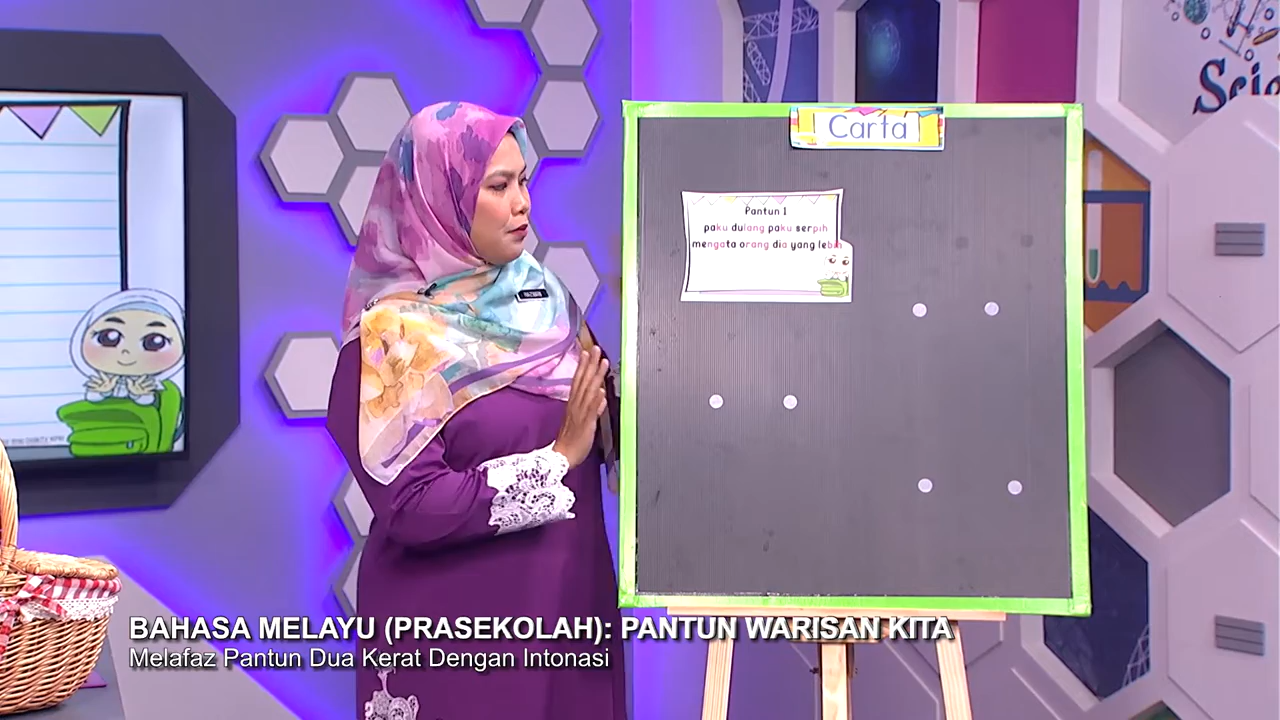 Carta
Pantun 1
paku dulang paku serpih
mengata orang dia yang lebih
BAHASA MELAYU (PRASEKOLAH): PANTUN WARISAN KITA
Melafaz Pantun Dua Kerat Dengan Intonasi